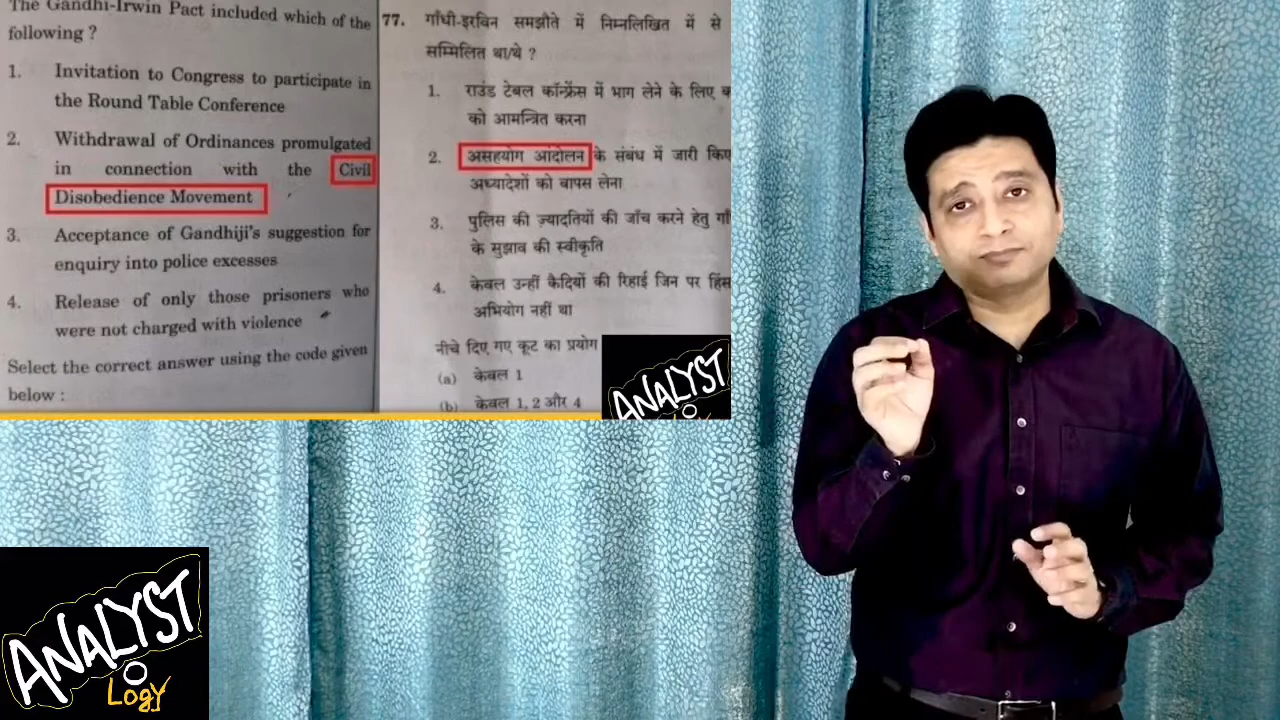 The Gandhi-Irwin Pact included which of the
following ?
1. Invitation to Congress to participate in
the Round Table Conference
2. Withdrawal of Ordinances promulgated
in connection with the Civil
Disobedience Movement
3. Acceptance of Gandhiji's suggestion for
enquiry into police excesses
4. Release of only those prisoners who
were not charged with violence
Select the correct answer using the code given
below :
77. गाँधी-इरविन समझौते में निम्नलिखित में से
सम्मिलित था/थे ?
1. राउंड टेबल कॉन्फ्रेंस में भाग लेने के लिए
को आमन्त्रित करना
2. असहयोग आंदोलन के संबंध में जारी
अध्यादेशों को वापस लेना
3. पुलिस की ज़्यादतियों की जाँच करने हेतु
के सुझाव की स्वीकृति
4. केवल उन्हीं कैदियों की रिहाई जिन पर
अभियोग नहीं था
नीचे दिए गए कूट का प्रयोग
(a) केवल 1
(b) केवल 1, 2 और 4
ANALYST
ANALYST
O
LOGY